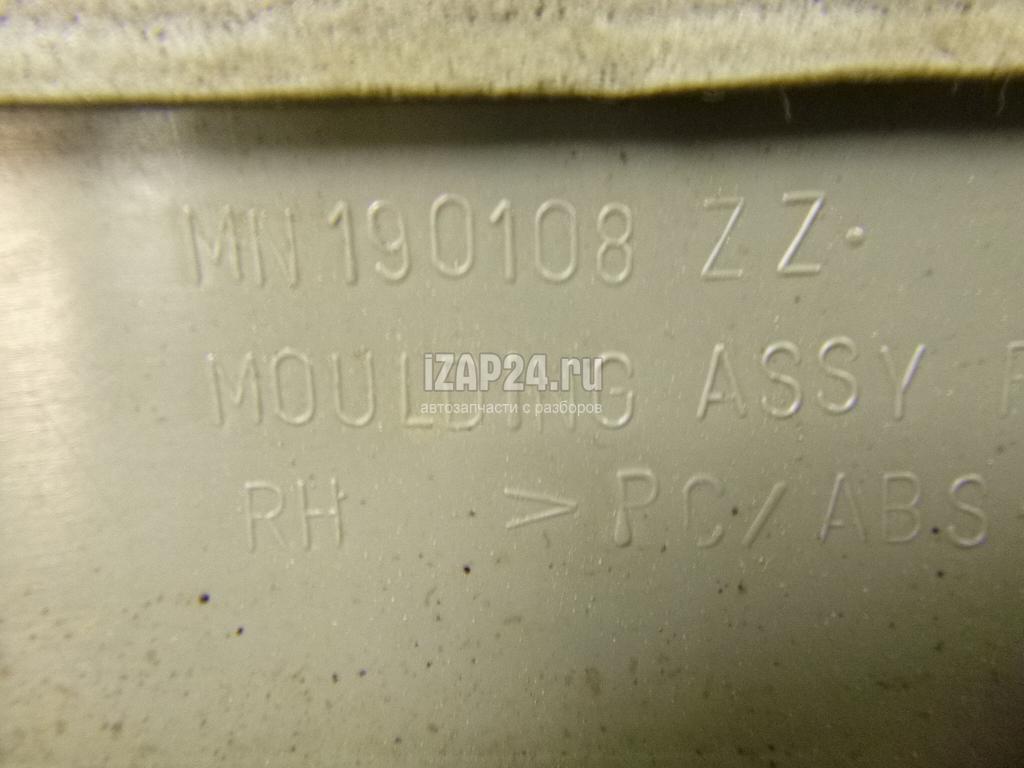 MN190108 ZZ.
MOULDING ASSY
iZAP24.ru
автозапчасти с разборов
RH >PC/ABS